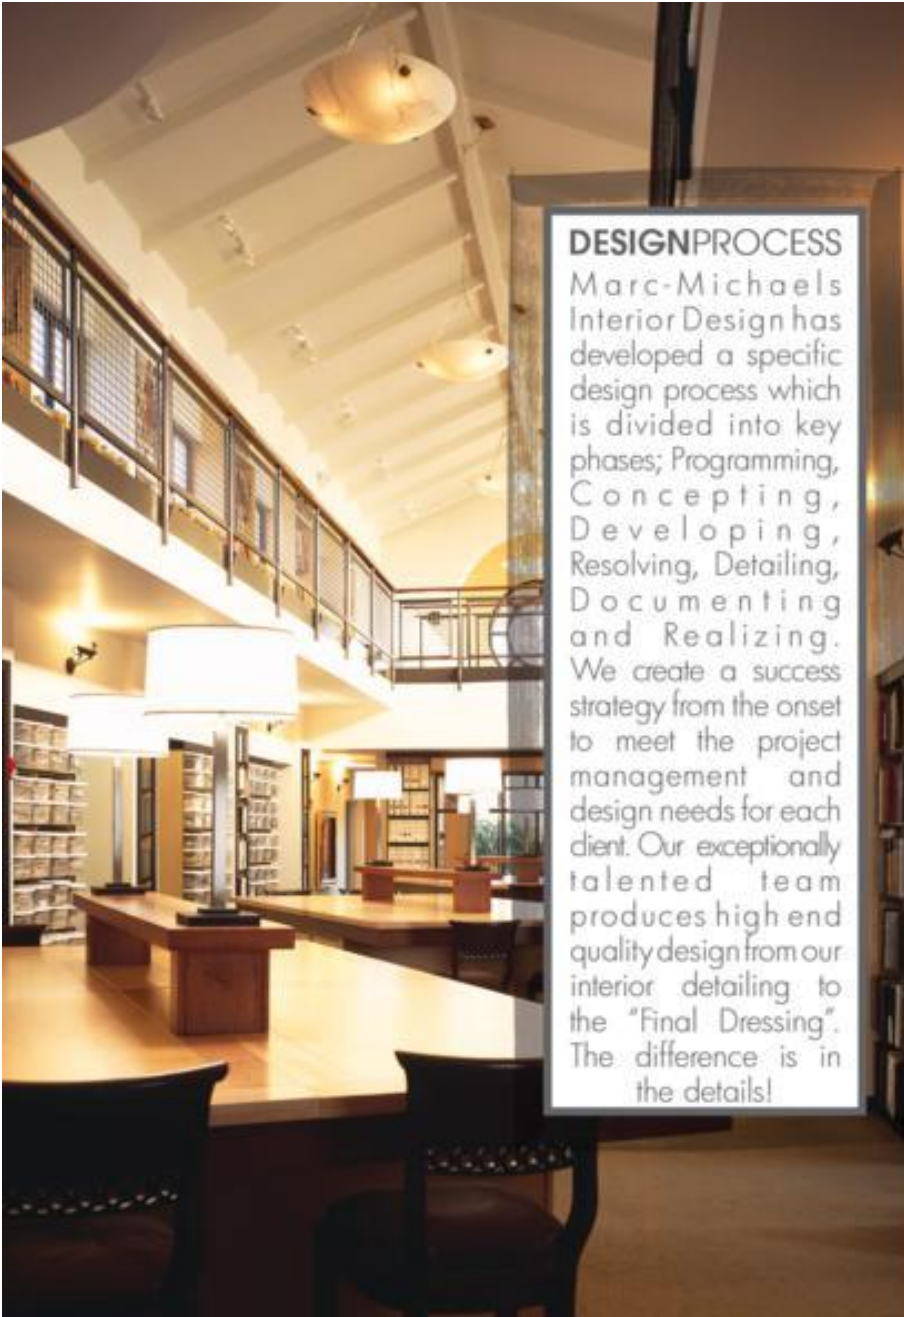 DESIGNPROCESS
Marc-Michaels
Interior Design has
developed a specific
design process which
is divided into key
phases; Programming,
Concepting,
Developing,
Resolving, Detailing,
Documenting
and Realizing.
We create a success
strategy from the onset
to meet the project
management and
design needs for each
client. Our exceptionally
talented team
produces high end
quality design from our
interior detailing to
the "Final Dressing".
The difference is in
the details!